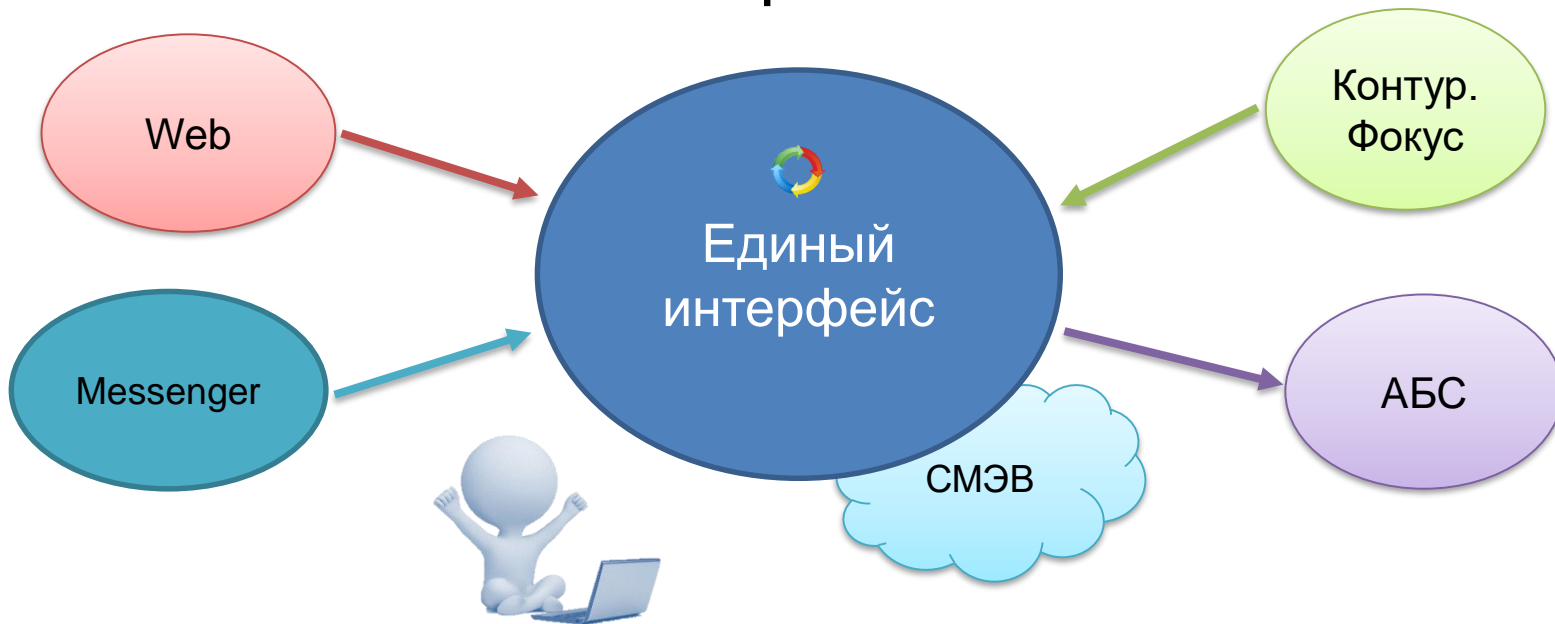 Web
Контур.
Фокус
Единый
интерфейс
Messenger
АБС
СМЭВ